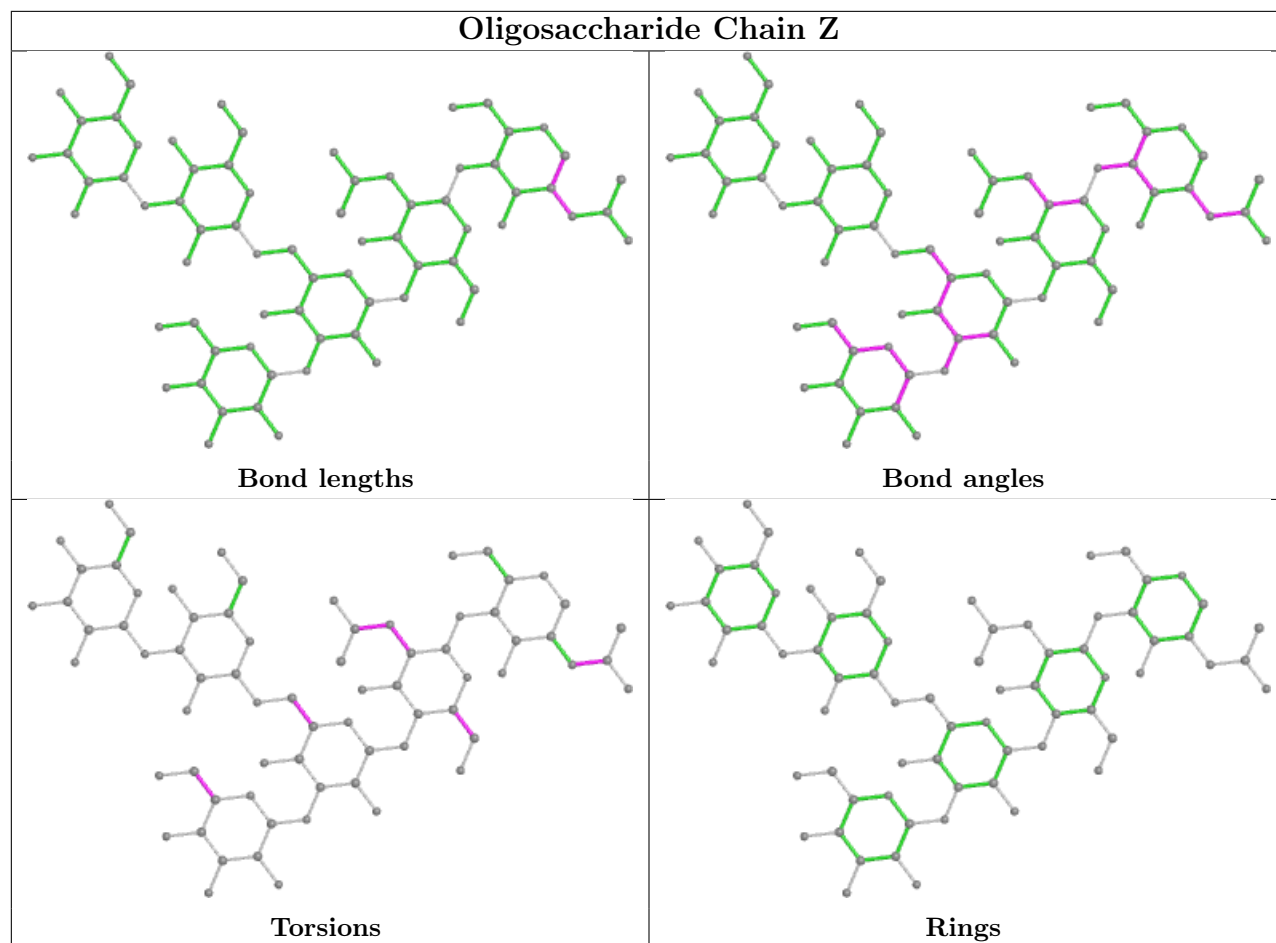 Oligosaccharide Chain Z
Bond lengths
Bond angles
Torsions
Rings